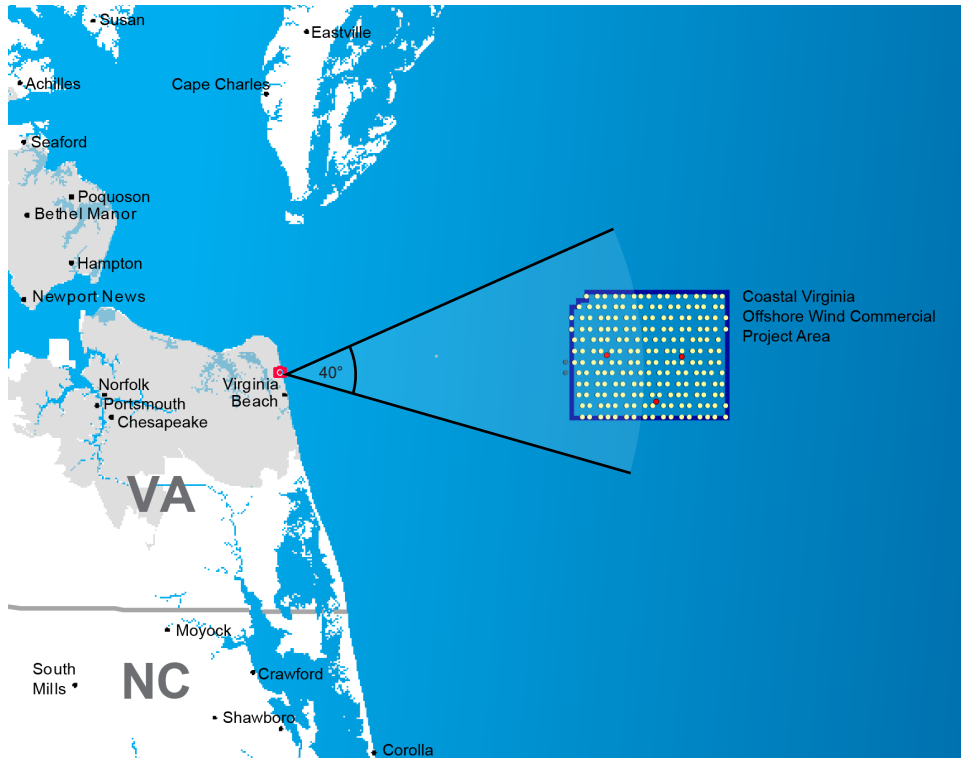 Susan
Eastville
Achilles
Cape Charles
Seaford
Poquoson
Bethel Manor
Hampton
Newport News
Coastal Virginia
Offshore Wind Commercial
Project Area
40°
Norfolk
Virginia
Beach
Portsmouth
Chesapeake
VA
Moyock
South
Mills
NC
Crawford
Shawboro
Corolla